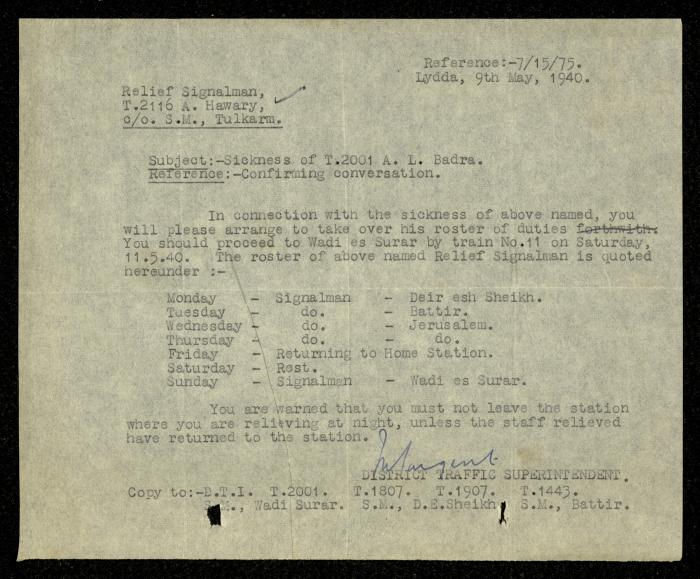 Reference:-7/15/75.
Lydda, 9th May, 1940.
Relief Signalman,
T.2116 A. Hawary,
c/o. S.M., Tulkarm.
Subject:-Sickness of T.2001 A. L. Badra.
Reference:-Confirming conversation.
In connection with the sickness of above named, you
will please arrange to take over his roster of duties forthwith.
You should proceed to Wadi es Surar by train No.11 on Saturday,
11.5.40. The roster of above named Relief Signalman is quoted
hereunder :-
Monday - Signalman - Deir esh Sheikh.
Tuesday - do. - Battir.
Wednesday - do. - Jerusalem.
Thursday - do. - do.
Friday - Returning to Home Station.
Saturday - Rest.
Sunday - Signalman - Wadi es Surar.
You are warned that you must not leave the station
where you are relieving at night, unless the staff relieved
have returned to the station.
DISTRICT TRAFFIC SUPERINTENDENT.
Copy to:-D.T.I. T.2001. T.1807. T.1907. T.1443.
S.M., Wadi Surar. S.M., D.E.Sheikh, S.M., Battir.